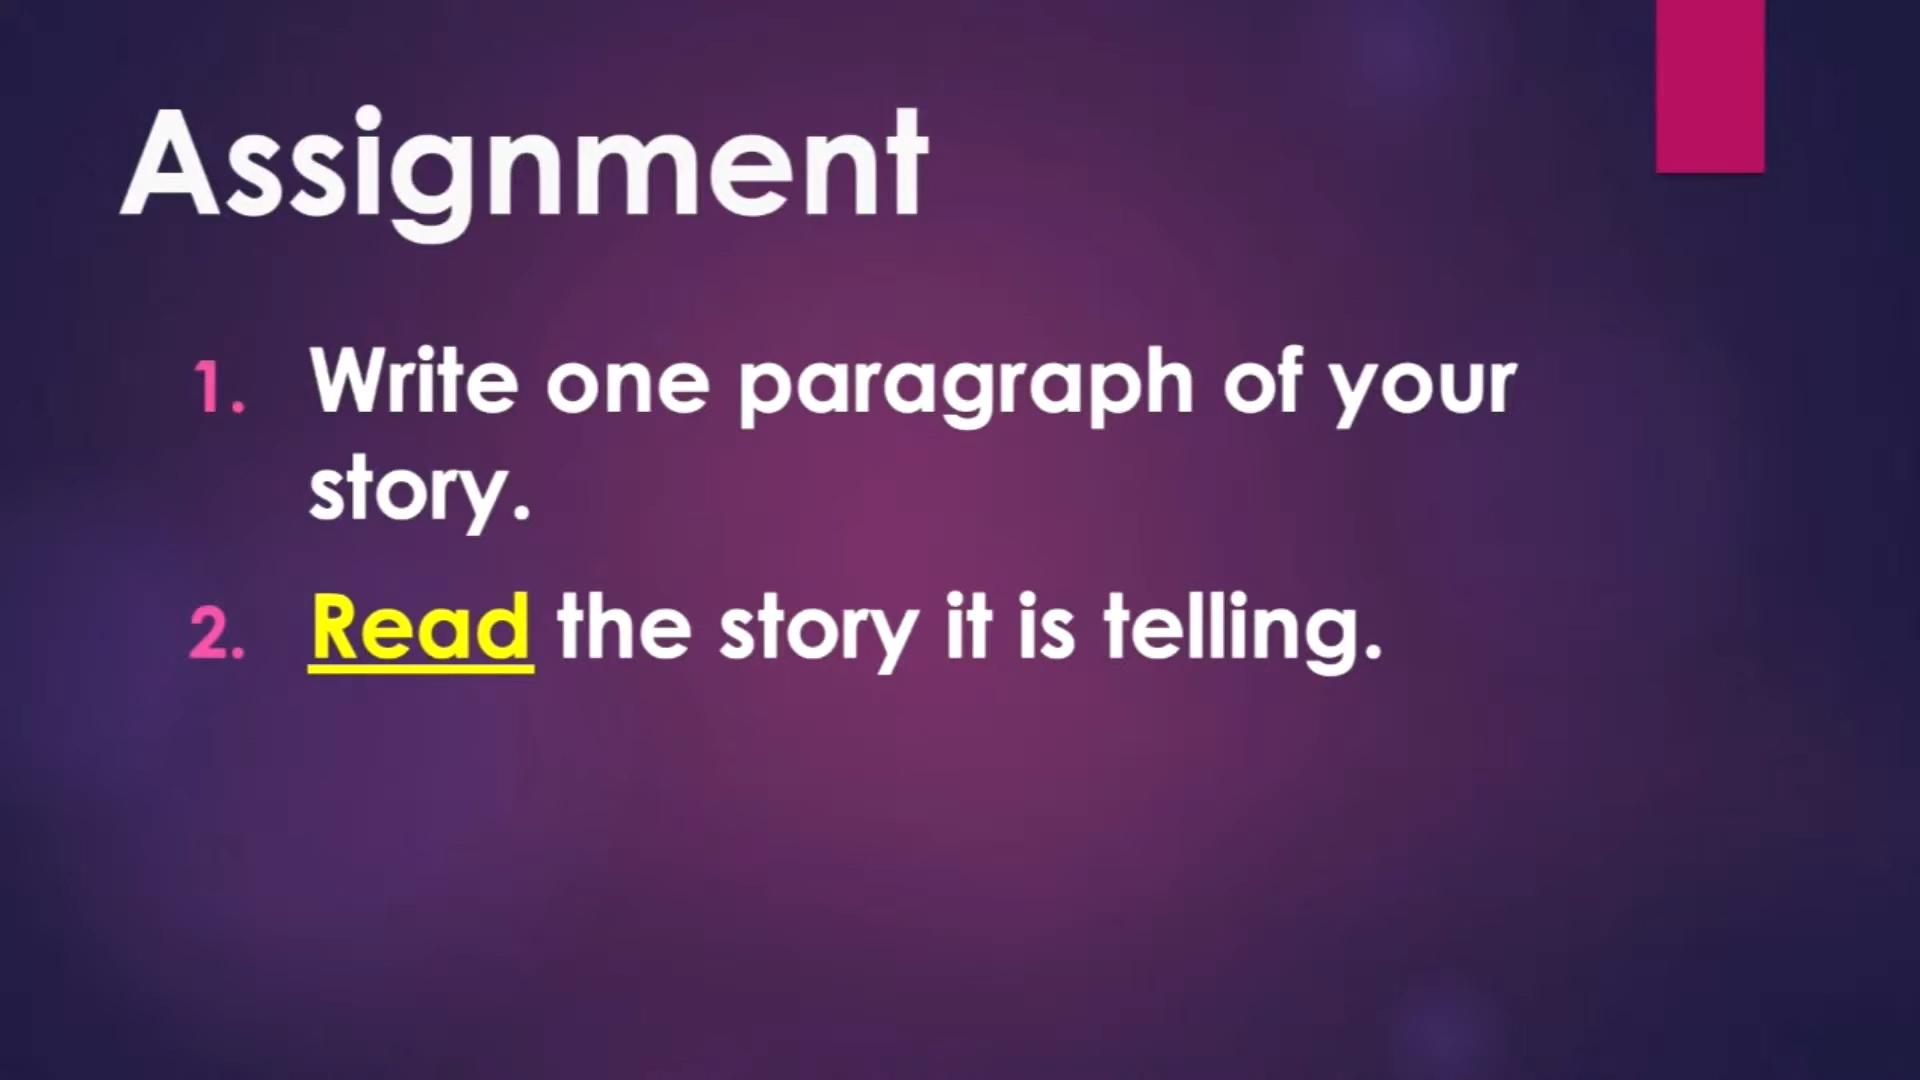 Assignment
1. Write one paragraph of your
story.
2. Read the story it is telling.